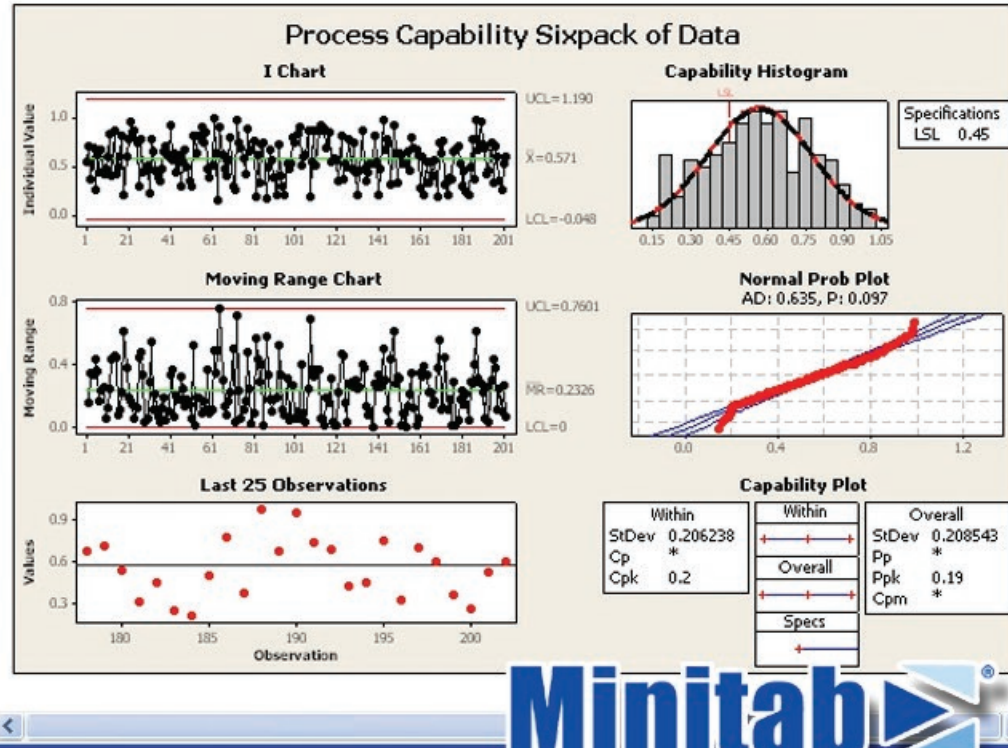 Process Capability Sixpack of Data
I Chart
Individual Value
1.0
0.5
0.0
UCL=1.190
X̄=0.571
LCL=-0.048
1 21 41 61 81 101 121 141 161 181 201
Capability Histogram
LSL
Specifications
LSL 0.45
0.15 0.30 0.45 0.60 0.75 0.90 1.05
Moving Range Chart
Moving Range
0.8
0.4
0.0
UCL=0.7601
M̅R̅=0.2326
LCL=0
1 21 41 61 81 101 121 141 161 181 201
Normal Prob Plot
AD: 0.635, P: 0.097
0.0 0.4 0.8 1.2
Last 25 Observations
Values
0.9
0.6
0.3
180 185 190 195 200
Observation
Capability Plot
Within
StDev 0.206238
Cp *
Cpk 0.2
Within
Overall
Specs
Overall
StDev 0.208543
Pp *
Ppk 0.19
Cpm *
Minitab ®